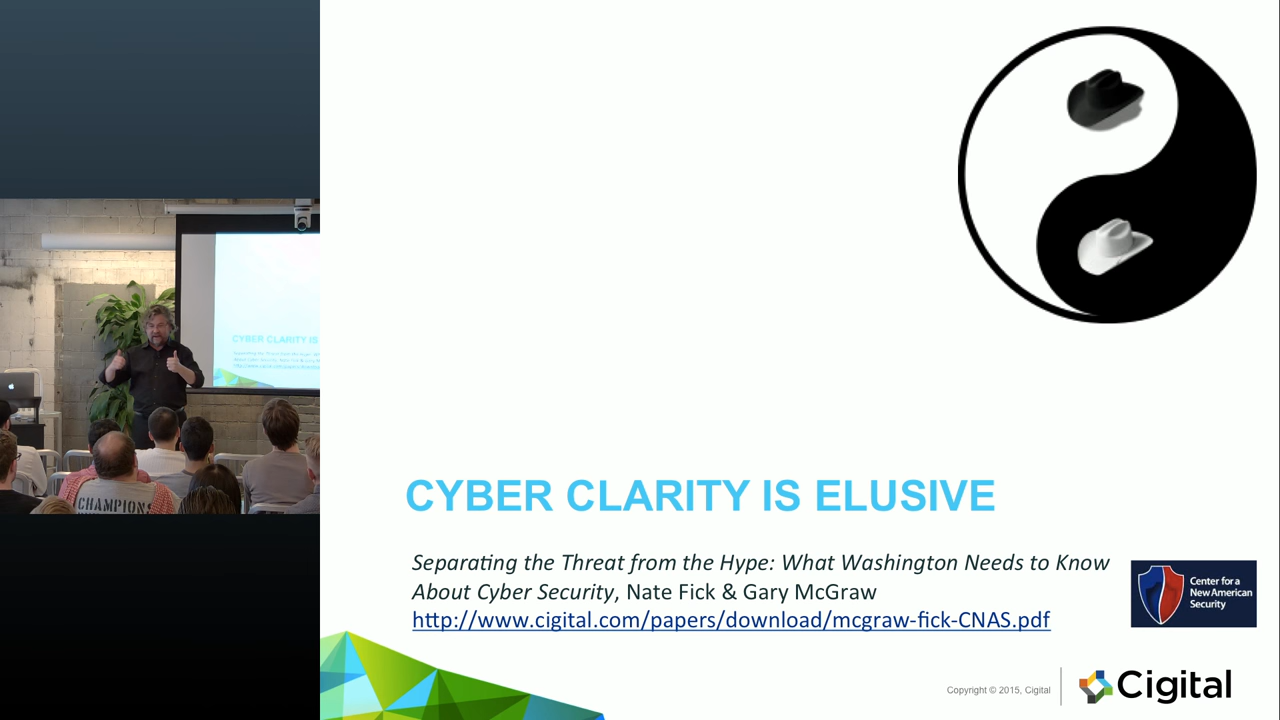 CYBER CLARITY IS ELUSIVE
Separating the Threat from the Hype: What Washington Needs to Know
About Cyber Security, Nate Fick & Gary McGraw
http://www.cigital.com/papers/download/mcgraw-fick-CNAS.pdf
Center for a
New American
Security
Copyright © 2015, Cigital
Cigital
CYBER CLARITY IS
CHAMPIONS